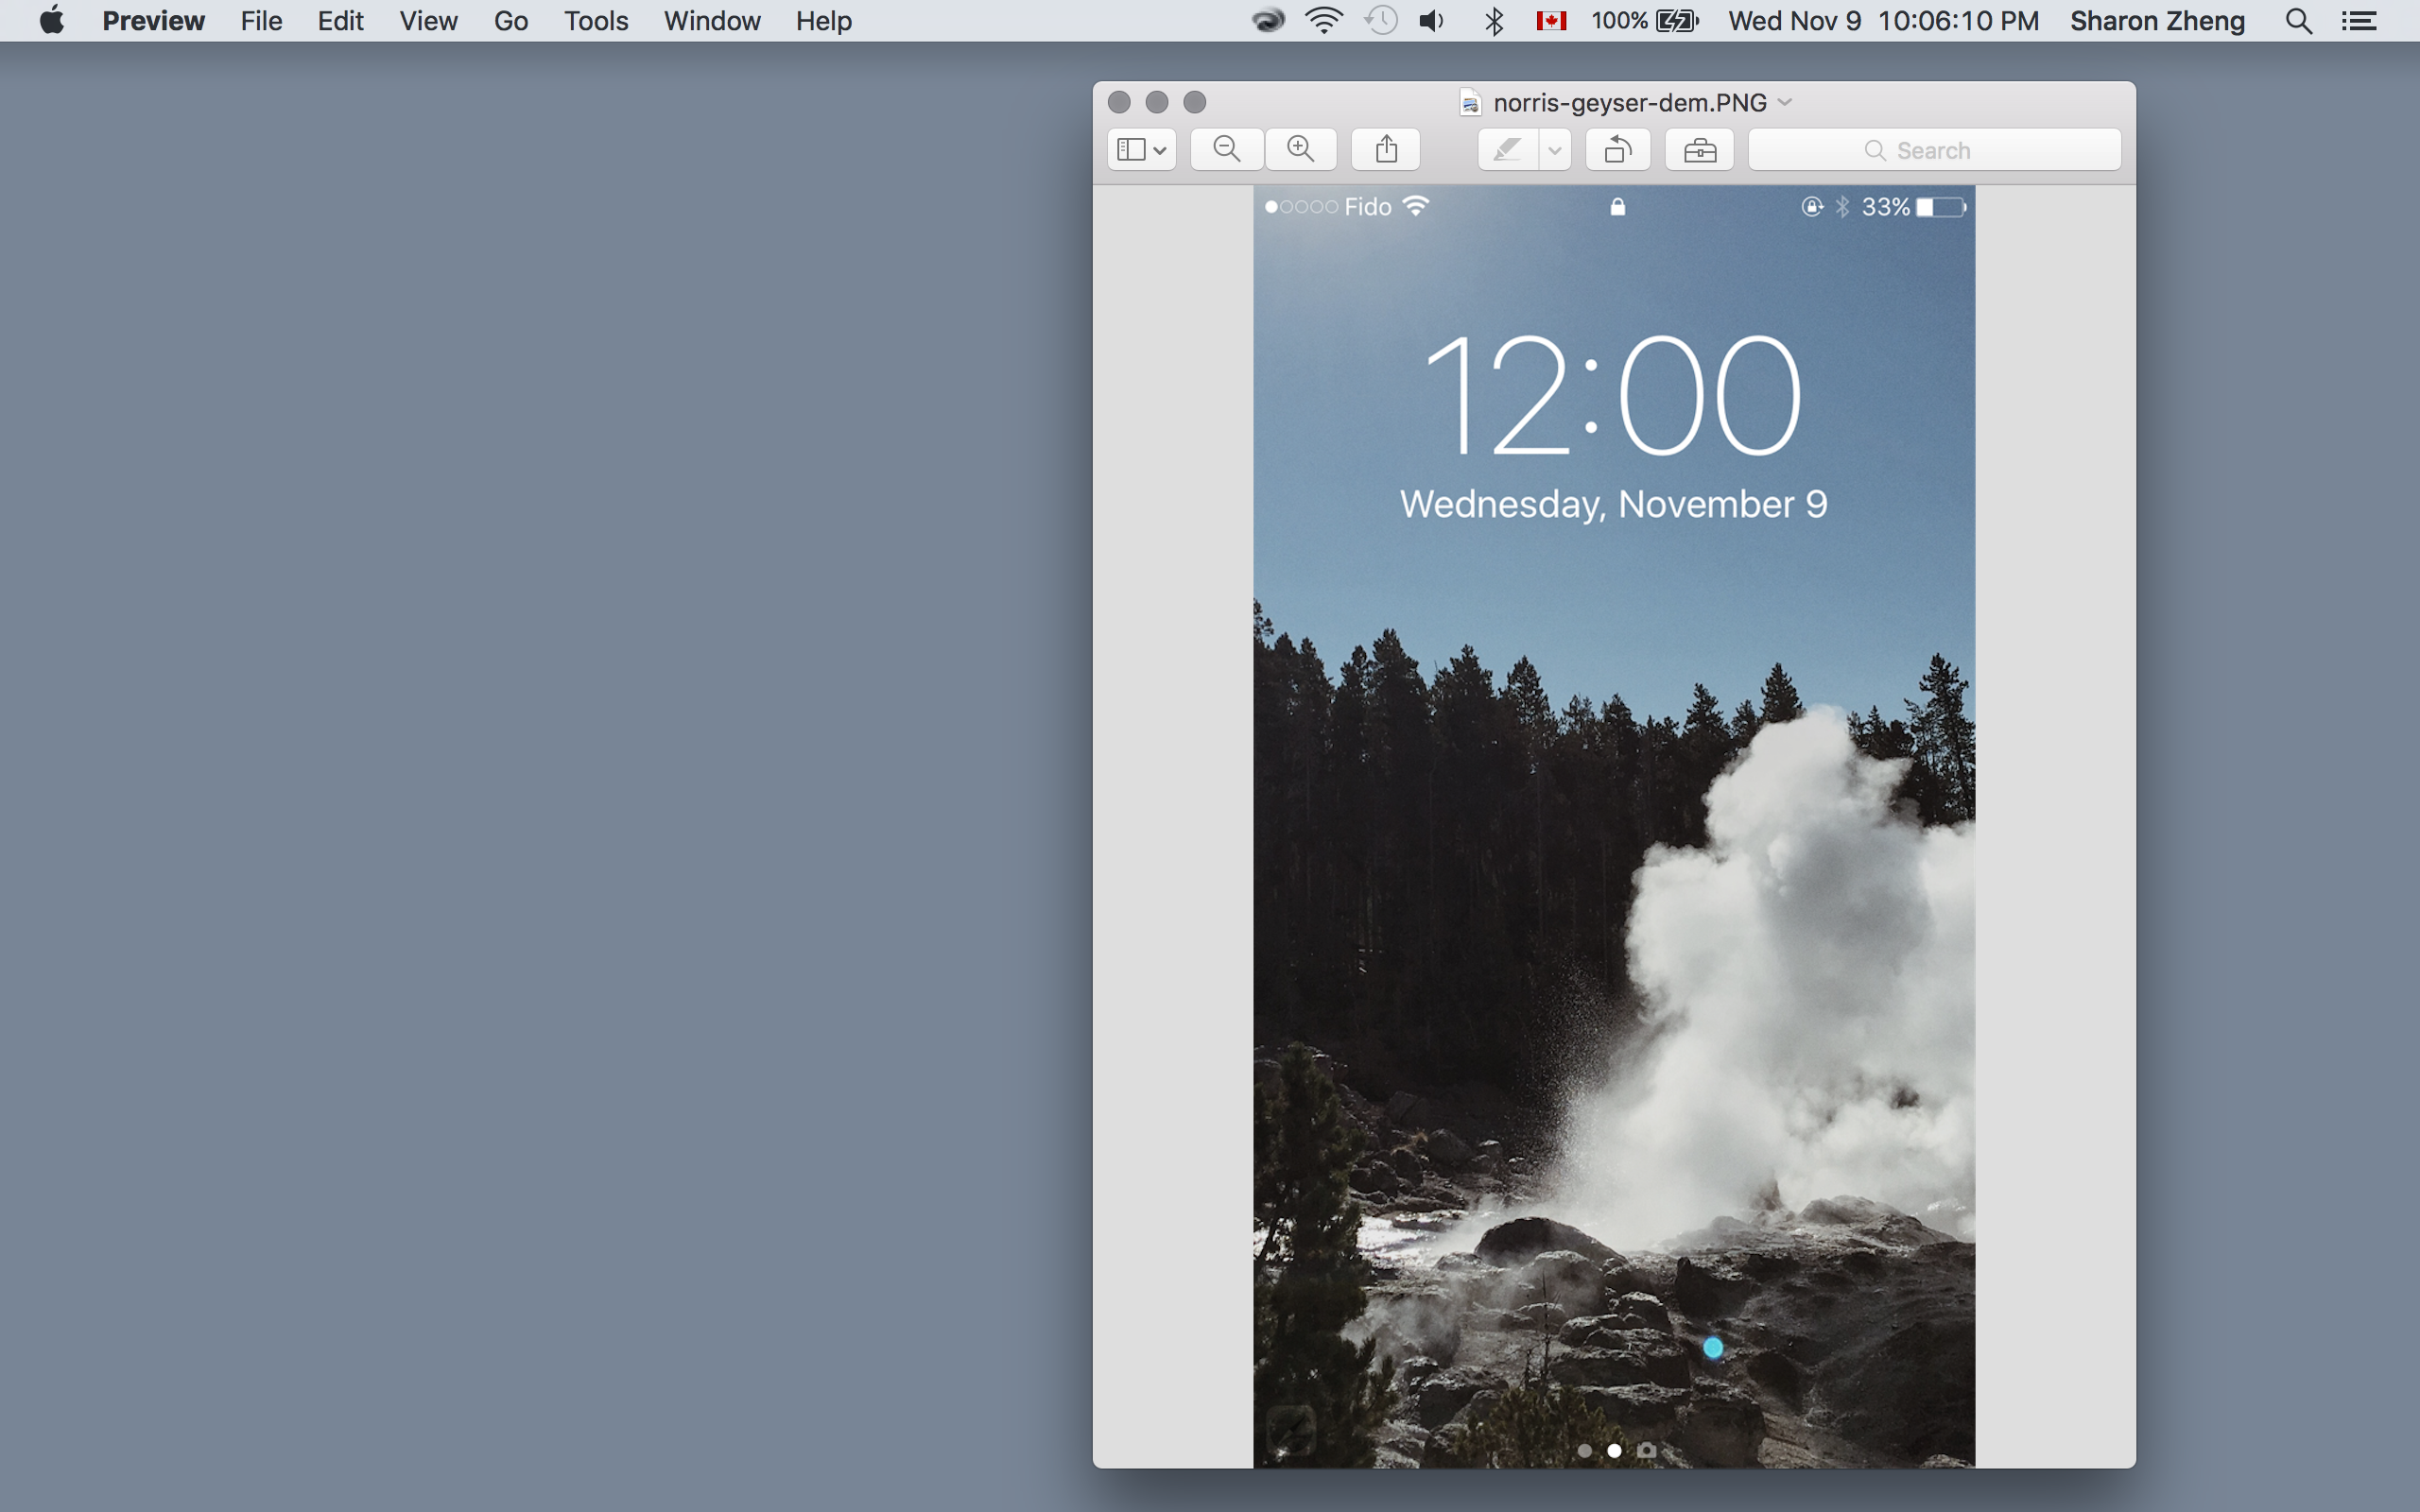 Preview File Edit View Go Tools Window Help 100% Wed Nov 9 10:06:10 PM Sharon Zheng
norris-geyser-dem.PNG
Search
Fido 33%
12:00
Wednesday, November 9